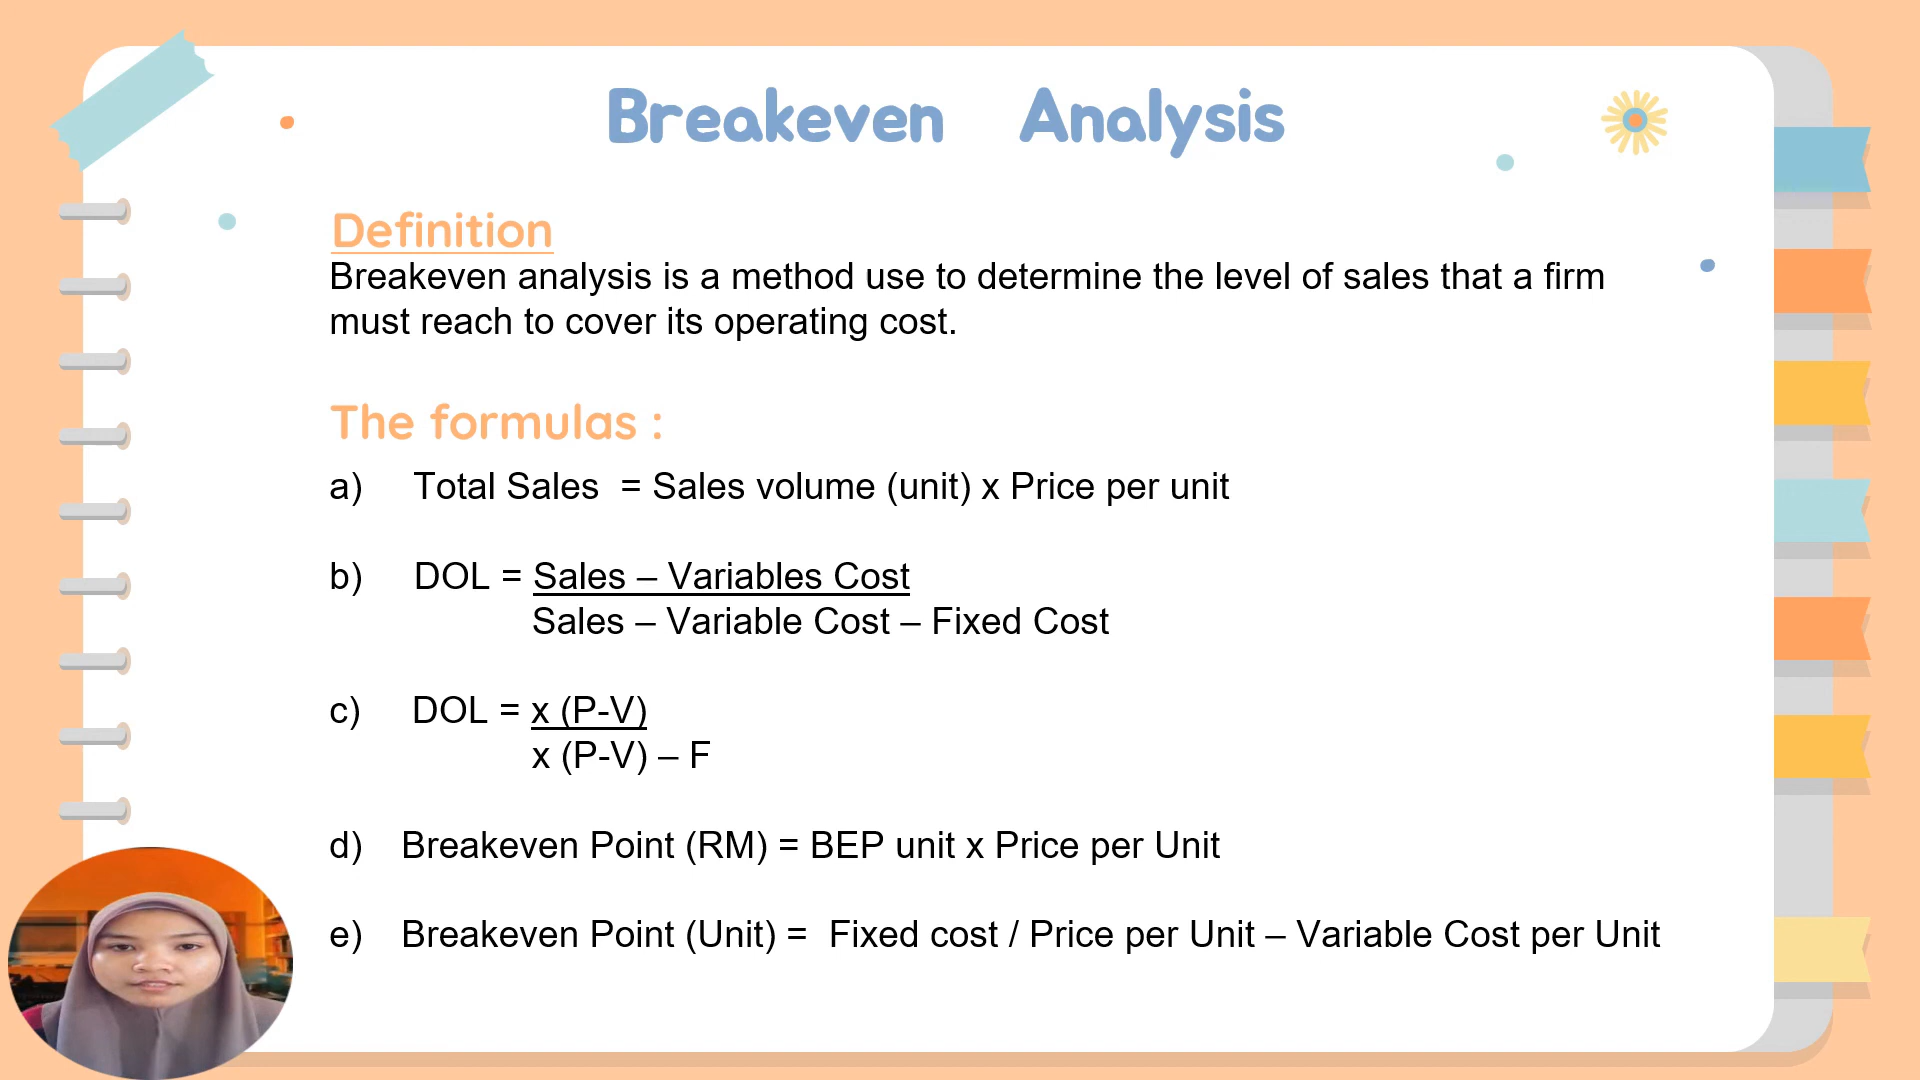 Breakeven Analysis
Definition
Breakeven analysis is a method use to determine the level of sales that a firm
must reach to cover its operating cost.
The formulas :
a) Total Sales = Sales volume (unit) x Price per unit
b) DOL = Sales – Variables Cost
Sales – Variable Cost – Fixed Cost
c) DOL = x (P-V)
x (P-V) – F
d) Breakeven Point (RM) = BEP unit x Price per Unit
e) Breakeven Point (Unit) = Fixed cost / Price per Unit – Variable Cost per Unit